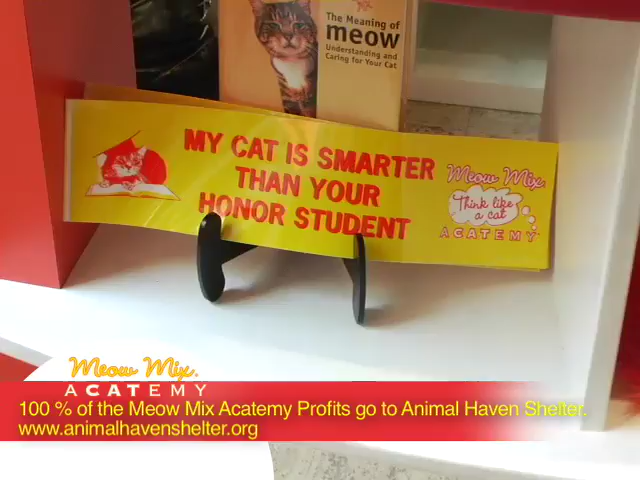 The Meaning of
meow
Understanding and
Caring for Your Cat
MY CAT IS SMARTER
THAN YOUR
HONOR STUDENT
Meow Mix
Think like
a cat
ACATEMY
Meow Mix.
ACATEMY
100 % of the Meow Mix Acatemy Profits go to Animal Haven Shelter.
www.animalhavenshelter.org